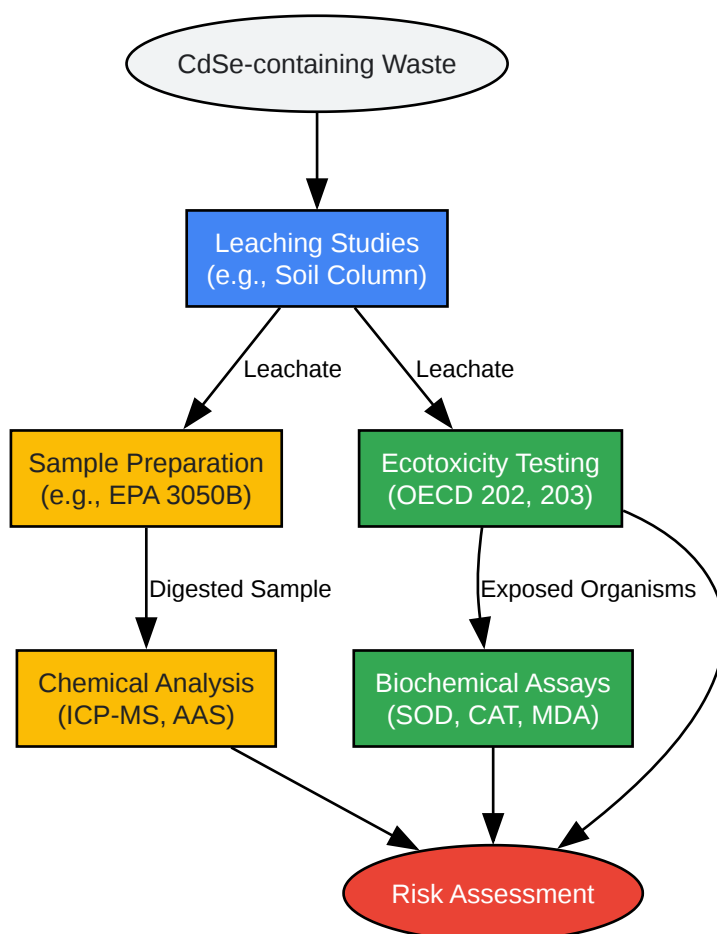 CdSe-containing Waste
Leaching Studies
(e.g., Soil Column)
Leachate
Leachate
Sample Preparation
(e.g., EPA 3050B)
Ecotoxicity Testing
(OECD 202, 203)
Digested Sample
Exposed Organisms
Chemical Analysis
(ICP-MS, AAS)
Biochemical Assays
(SOD, CAT, MDA)
Risk Assessment